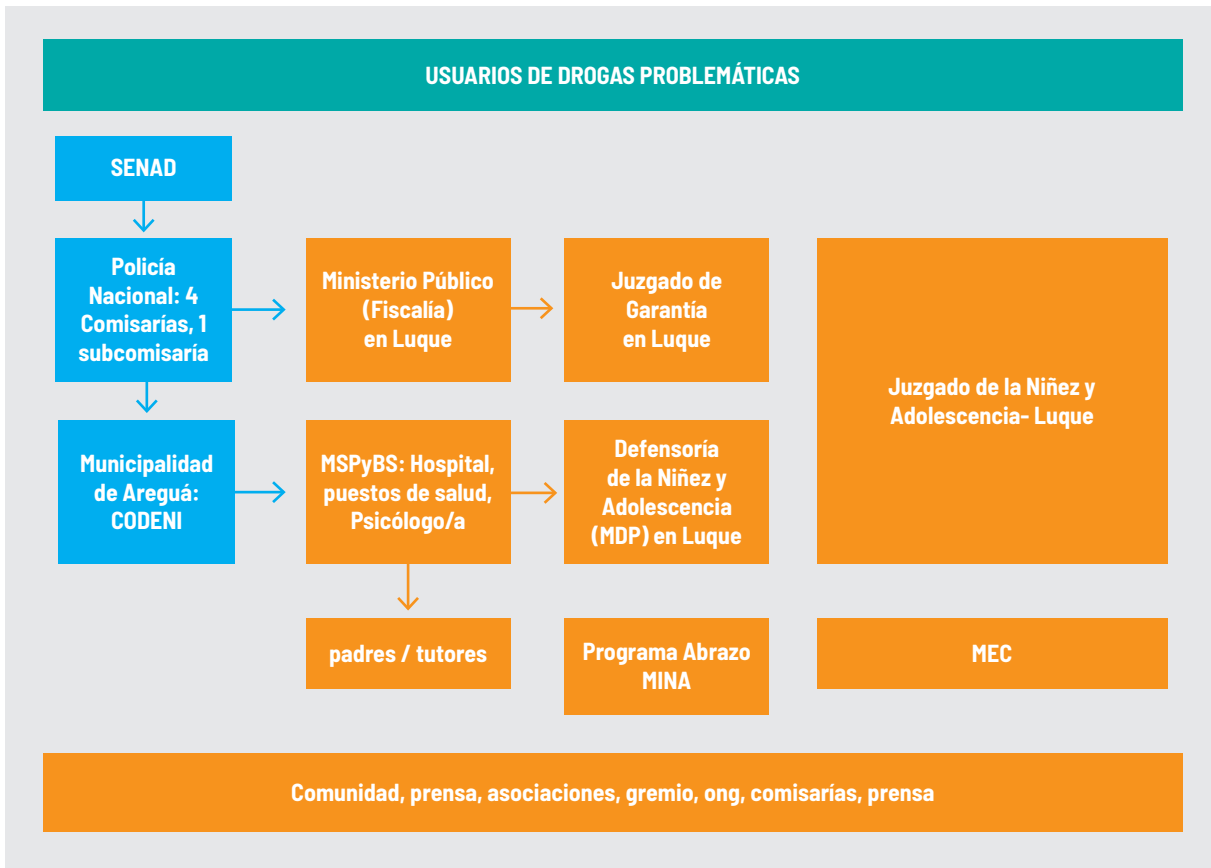 USUARIOS DE DROGAS PROBLEMÁTICAS
SENAD
Policía
Nacional: 4
Comisarías, 1
subcomisaría
Ministerio Público
(Fiscalía)
en Luque
Juzgado de
Garantía
en Luque
Juzgado de la Niñez y
Adolescencia- Luque
Municipalidad
de Areguá:
CODENI
MSPyBS: Hospital,
puestos de salud,
Psicólogo/a
Defensoría
de la Niñez y
Adolescencia
(MDP) en Luque
padres / tutores
Programa Abrazo
MINA
MEC
Comunidad, prensa, asociaciones, gremio, ong, comisarías, prensa